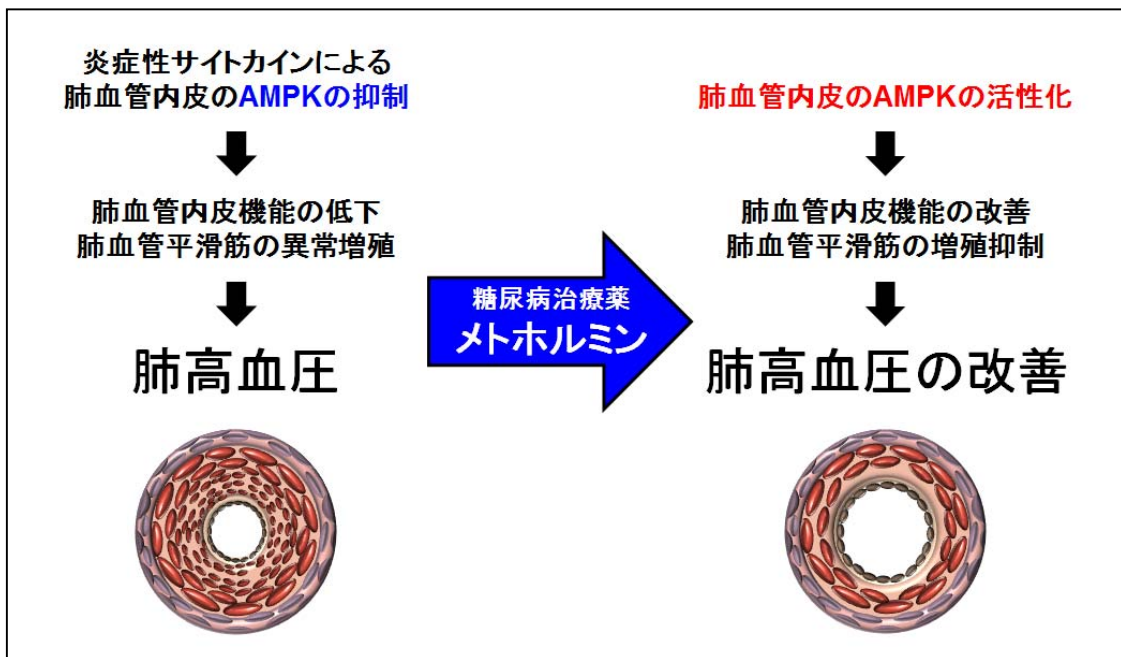 炎症性サイトカインによる
肺血管内皮のAMPKの抑制
肺血管内皮機能の低下
肺血管平滑筋の異常増殖
肺高血圧
糖尿病治療薬
メトホルミン
肺血管内皮のAMPKの活性化
肺血管内皮機能の改善
肺血管平滑筋の増殖抑制
肺高血圧の改善